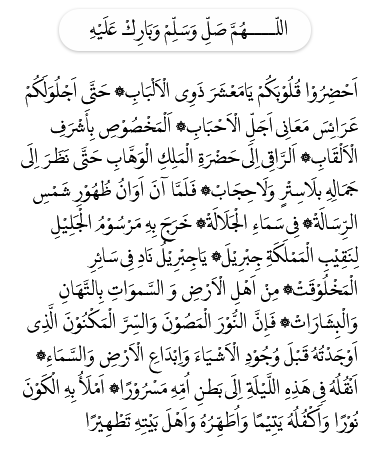 اللّـــــهُمَّ صَلِّ وَسَلِّمْ وَبَارِكْ عَلَيْهِ
اَحْضِرُوْا قُلُوْبَكُمْ يَامَعْشَرَ ذَوِى الْاَلْبَابِ۞ حَتَّى اَجْلُوَلَكُمْ
عَرَائِسَ مَعَانِى اَجَلِّ الْاَحْبَابِ۞ اَلْمَخْصُوْصِ بِأَشْرَفِ
الْاَلْقَابِ۞ اَلرَّاقِى اِلَى حَضْرَةِ الْمَلِكِ الْوَهَّابِ حَتَّى نَظَرَ اِلَى
جَمَالِهِ بِلَاسِتْرٍ وَلَاحِجَابْ۞ فَلَمَّا آنَ اَوَانُ ظُهُوْرِ شَمْسِ
الرِّسَالَةْ۞ فِى سَمَاءِ الْجَلَالَةْ۞ خَرَجَ بِهِ مَرْسُوْمُ الْجَلِيْلِ
لِنَقِيْبِ الْمَمْلَكَةِ جِبْرِيْلَ۞ يَاجِبْرِيْلُ نَادِ فِى سَائِرِ
الْمَخْلُوْقَتْ۞ مِنْ اَهْلِ الْاَرْضِ وَ السَّموَاتِ بِالتَّهَانِ
وَالْبِشَارَاتْ۞ فَاِنَّ النُّوْرَ الْمَصُوْنَ وَالسِّرَّ الْمَكْنُوْنَ الَّذِى
اَوْجَدْتُهُ قَبْلَ وُجُوْدِ الْاَشْيَاءَ وَاِبْدَاعِ الْاَرْضِ وَالسَّمَاءِ۞
اَنْقُلُهُ فِى هَذِهِ اللَّيْلَةِ اِلَى بَطْنِ اُمِّهِ مَسْرُوْرًا۞ اَمْلَأُ بِهِ الْكَوْنَ
نُوْرًا وَاَكْفُلُهُ يَتِيْمًا وَاُطَهِّرُهُ وَاَهْلَ بَيْتِهِ تَطْهِيْرًا